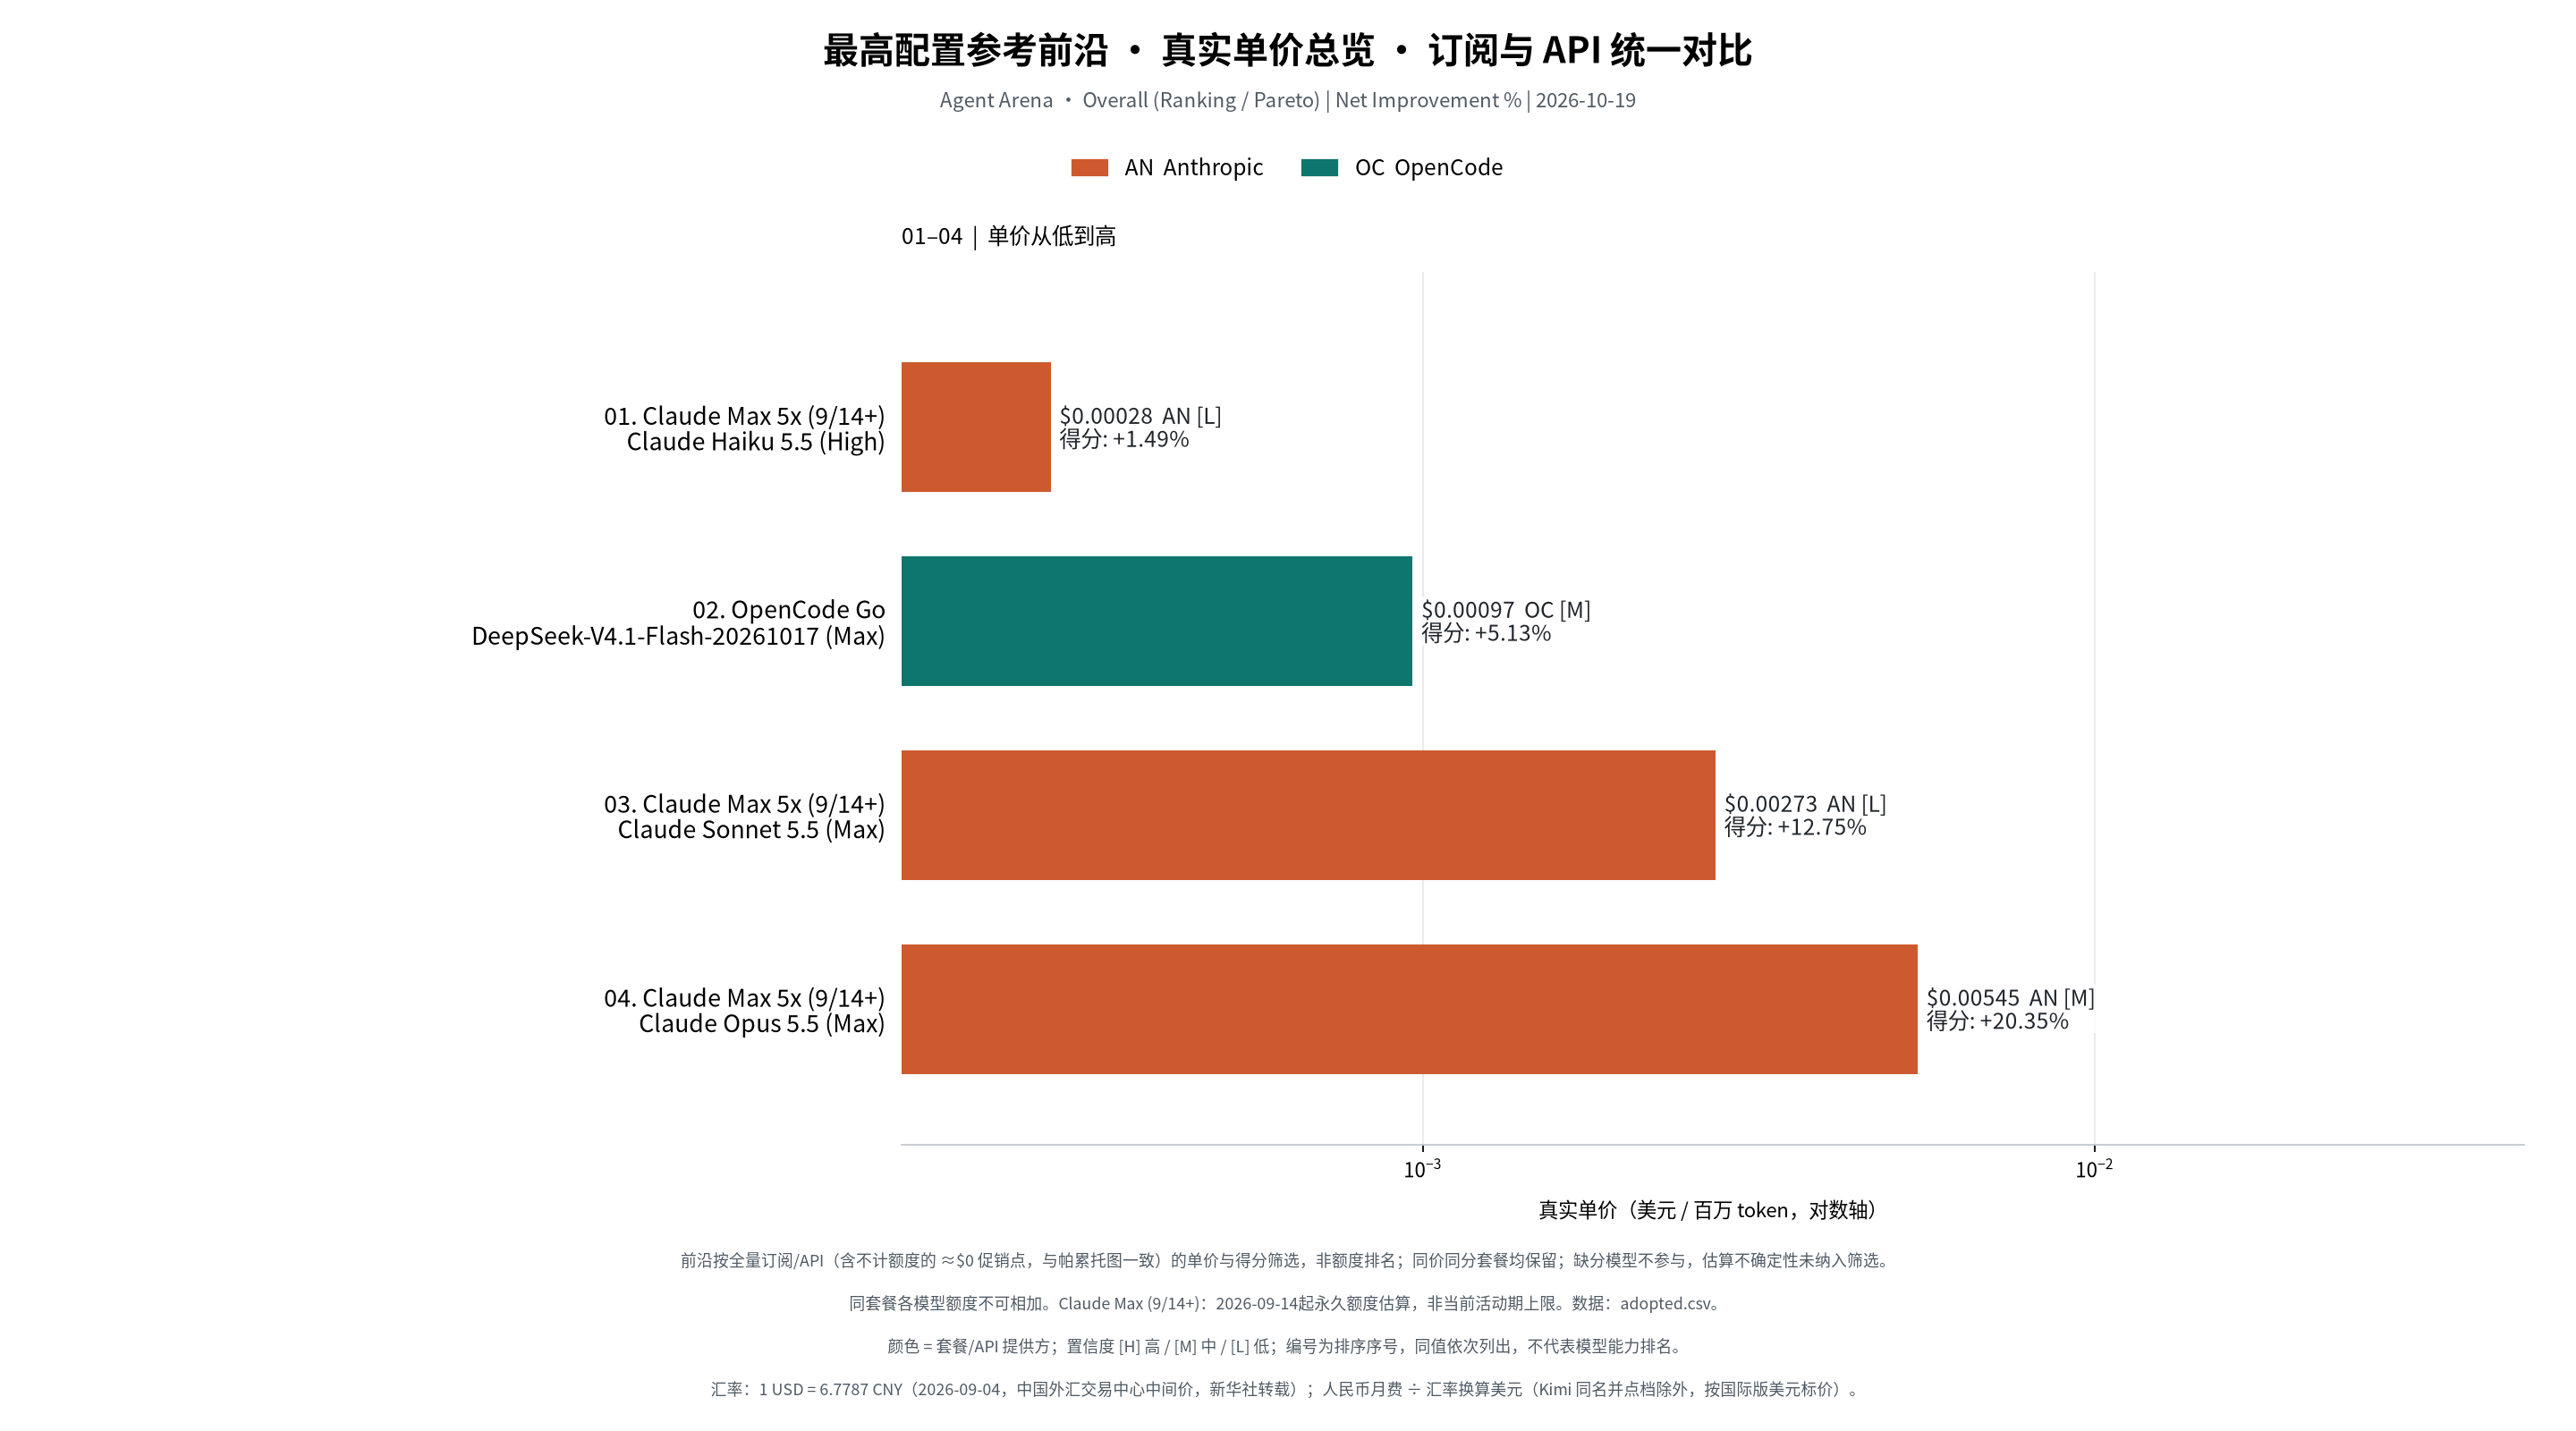 最高配置参考前沿 · 真实单价总览 · 订阅与 API 统一对比
Agent Arena · Overall (Ranking / Pareto) | Net Improvement % | 2026-10-19
AN Anthropic
OC OpenCode
01–04 | 单价从低到高
01. Claude Max 5x (9/14+)
Claude Haiku 5.5 (High)
$0.00028 AN [L]
得分: +1.49%
02. OpenCode Go
DeepSeek-V4.1-Flash-20261017 (Max)
$0.00097 OC [M]
得分: +5.13%
03. Claude Max 5x (9/14+)
Claude Sonnet 5.5 (Max)
$0.00273 AN [L]
得分: +12.75%
04. Claude Max 5x (9/14+)
Claude Opus 5.5 (Max)
$0.00545 AN [M]
得分: +20.35%
10⁻³
10⁻²
真实单价（美元 / 百万 token，对数轴）
前沿按全量订阅/API（含不计额度的 ≈$0 促销点，与帕累托图一致）的单价与得分筛选，非额度排名；同价同分套餐均保留；缺分模型不参与，估算不确定性未纳入筛选。
同套餐各模型额度不可相加。Claude Max (9/14+)：2026-09-14起永久额度估算，非当前活动期上限。数据：adopted.csv。
颜色 = 套餐/API 提供方；置信度 [H] 高 / [M] 中 / [L] 低；编号为排序序号，同值依次列出，不代表模型能力排名。
汇率：1 USD = 6.7787 CNY（2026-09-04，中国外汇交易中心中间价，新华社转载）；人民币月费 ÷ 汇率换算美元（Kimi 同名并点档除外，按国际版美元标价）。